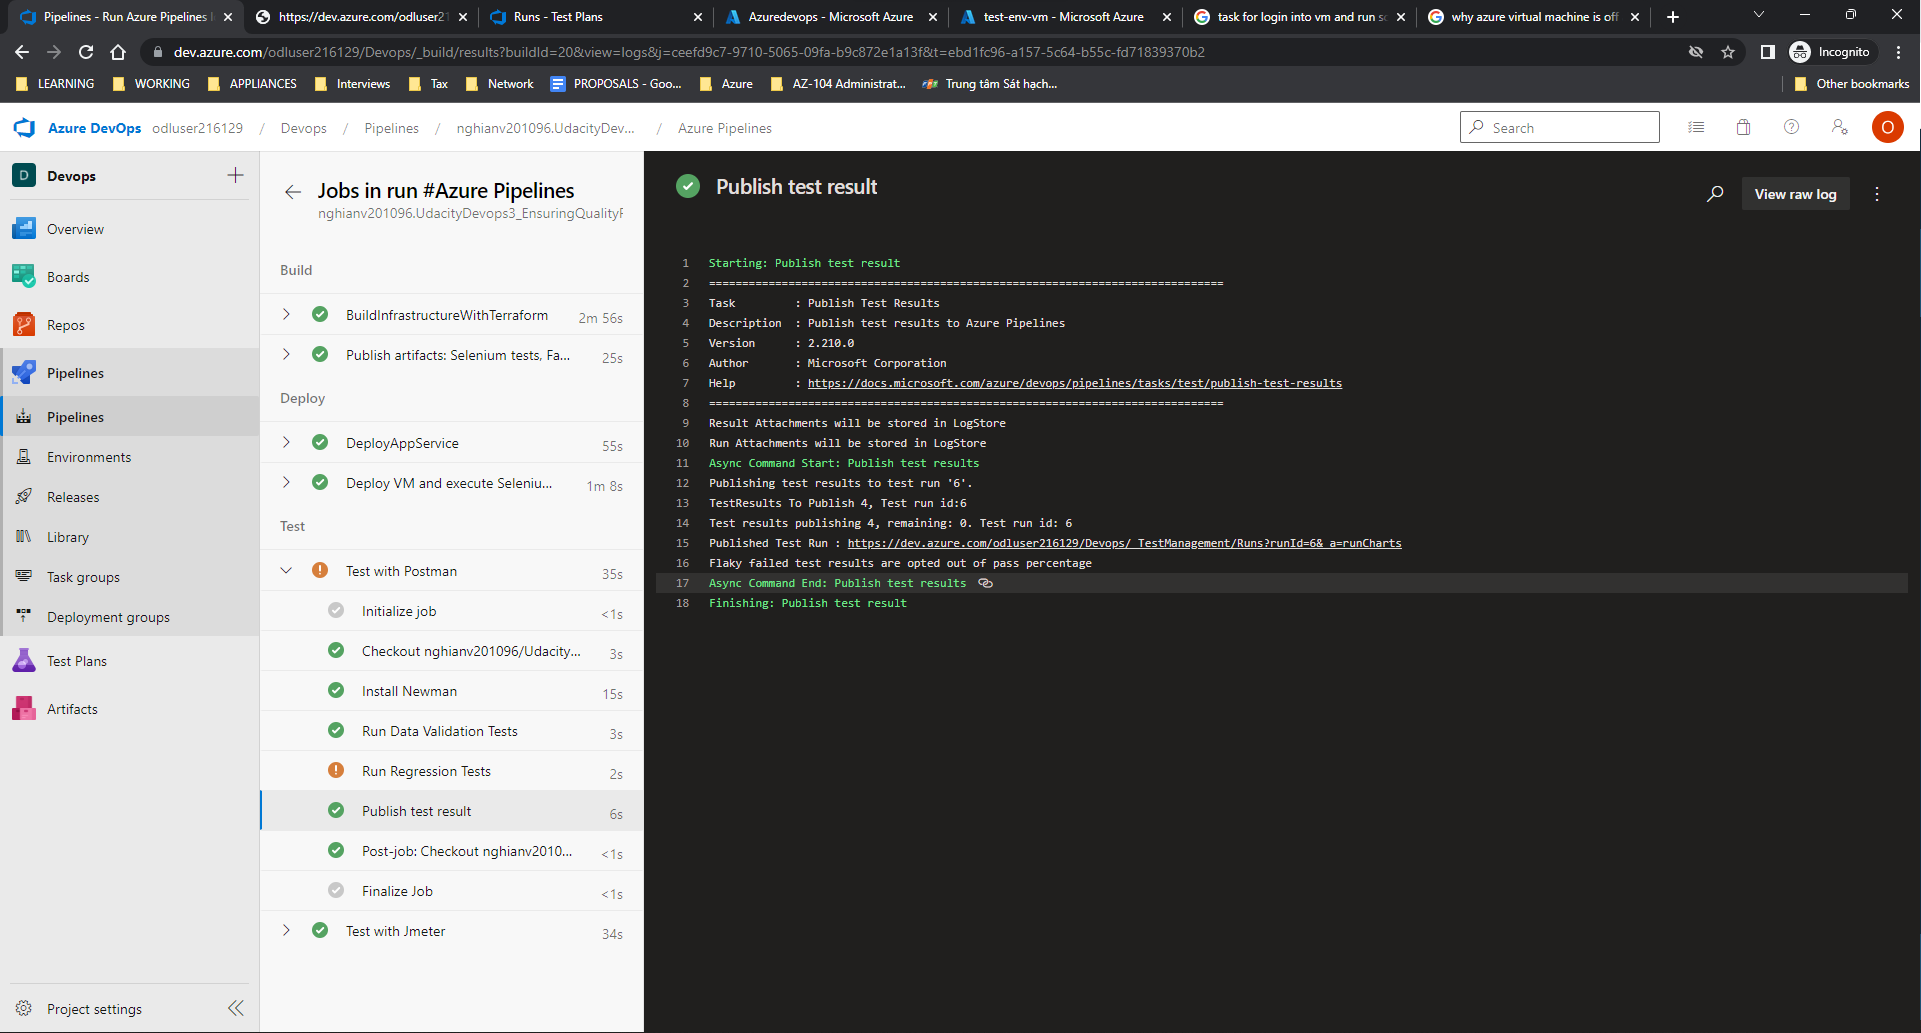 Pipelines - Run Azure Pipelines l
https://dev.azure.com/odluser21
Runs - Test Plans
Azuredevops - Microsoft Azure
test-env-vm - Microsoft Azure
task for login into vm and run sc
why azure virtual machine is off
dev.azure.com/odluser216129/Devops/_build/results?buildId=20&view=logs&j=ceefd9c7-9710-5065-09fa-b9c872e1a13f&t=ebd1fc96-a157-5c64-b55c-fd71839370b2
Incognito
LEARNING
WORKING
APPLIANCES
Interviews
Tax
Network
PROPOSALS - Goo...
Azure
AZ-104 Administrat...
Trung tâm Sát hạch...
Other bookmarks
Azure DevOps
odluser216129 / Devops / Pipelines / nghianv201096.UdacityDev... / Azure Pipelines
Search
O
D Devops
Overview
Boards
Repos
Pipelines
Pipelines
Environments
Releases
Library
Task groups
Deployment groups
Test Plans
Artifacts
Project settings
Jobs in run #Azure Pipelines
nghianv201096.UdacityDevops3_EnsuringQualityR
Build
BuildInfrastructureWithTerraform 2m 56s
Publish artifacts: Selenium tests, Fa... 25s
Deploy
DeployAppService 55s
Deploy VM and execute Seleniu... 1m 8s
Test
Test with Postman 35s
Initialize job <1s
Checkout nghianv201096/Udacity... 3s
Install Newman 15s
Run Data Validation Tests 3s
Run Regression Tests 2s
Publish test result 6s
Post-job: Checkout nghianv2010... <1s
Finalize Job <1s
Test with Jmeter 34s
Publish test result
View raw log
1 Starting: Publish test result
2 ==============================================================================
3 Task : Publish Test Results
4 Description : Publish test results to Azure Pipelines
5 Version : 2.210.0
6 Author : Microsoft Corporation
7 Help : https://docs.microsoft.com/azure/devops/pipelines/tasks/test/publish-test-results
8 ==============================================================================
9 Result Attachments will be stored in LogStore
10 Run Attachments will be stored in LogStore
11 Async Command Start: Publish test results
12 Publishing test results to test run '6'.
13 TestResults To Publish 4, Test run id:6
14 Test results publishing 4, remaining: 0. Test run id: 6
15 Published Test Run : https://dev.azure.com/odluser216129/Devops/_TestManagement/Runs?runId=6&_a=runCharts
16 Flaky failed test results are opted out of pass percentage
17 Async Command End: Publish test results
18 Finishing: Publish test result